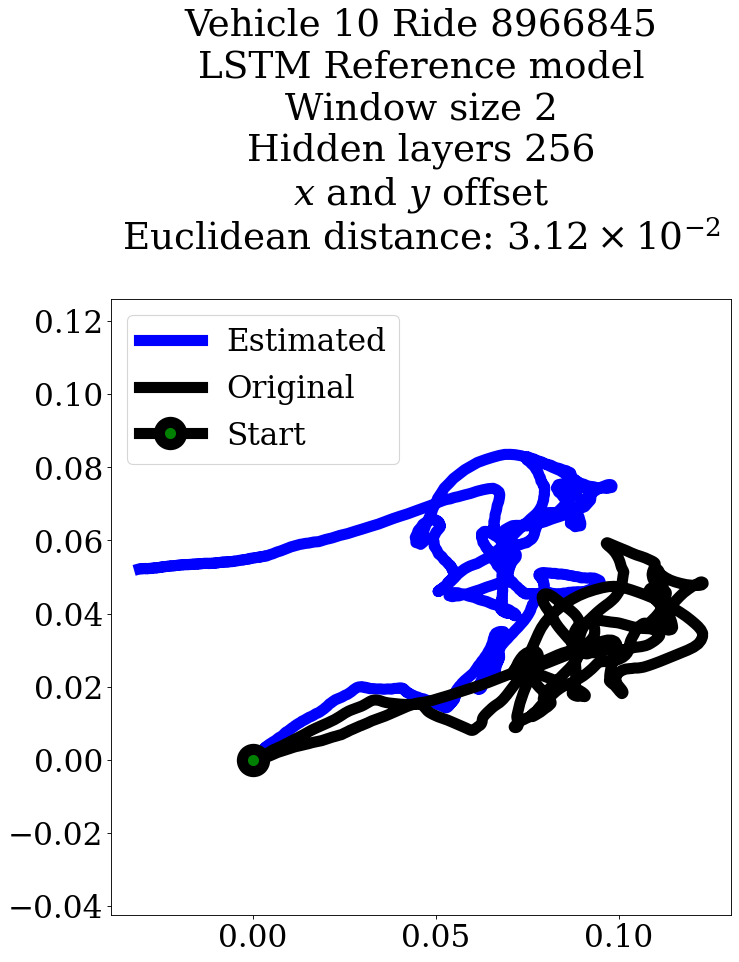 Vehicle 10 Ride 8966845
LSTM Reference model
Window size 2
Hidden layers 256
x and y offset
Euclidean distance: 3.12 × 10⁻²
0.12
0.10
0.08
0.06
0.04
0.02
0.00
−0.02
−0.04
Estimated
Original
Start
0.00 0.05 0.10